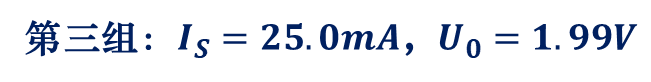 第三组：I_S = 25.0mA，U_0 = 1.99V